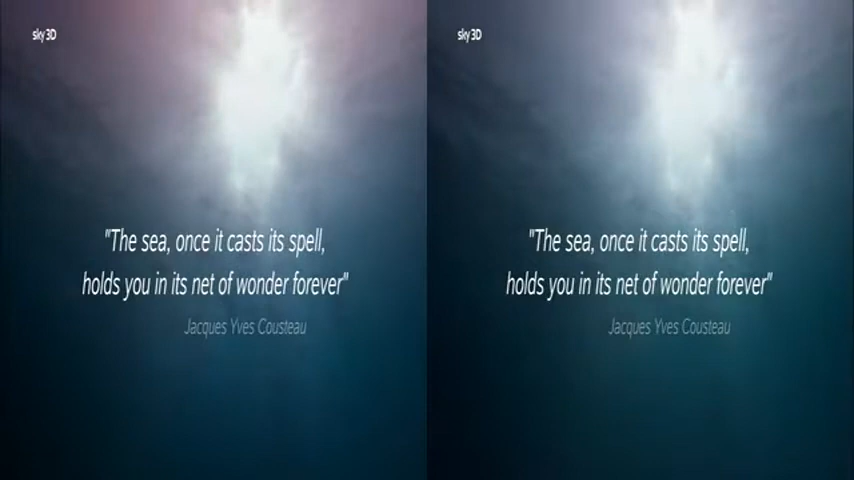 sky 3D
"The sea, once it casts its spell,
holds you in its net of wonder forever"
Jacques Yves Cousteau
sky 3D
"The sea, once it casts its spell,
holds you in its net of wonder forever"
Jacques Yves Cousteau